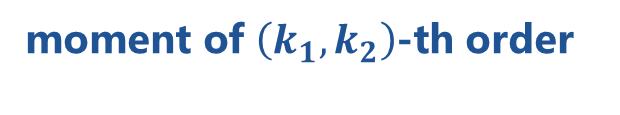 moment of (k₁, k₂)-th order